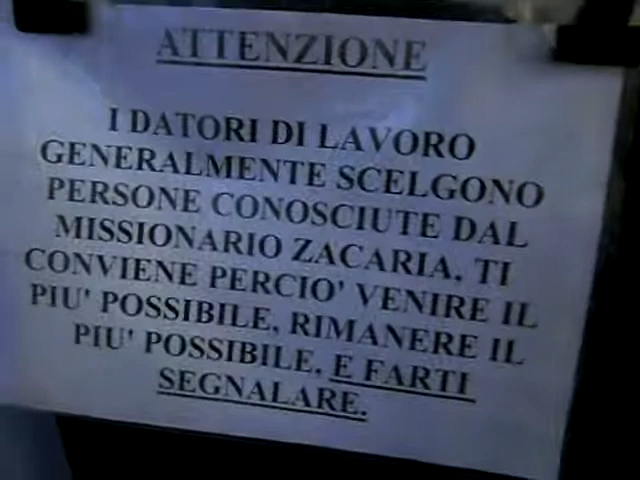 ATTENZIONE
I DATORI DI LAVORO
GENERALMENTE SCELGONO
PERSONE CONOSCIUTE DAL
MISSIONARIO ZACARIA. TI
CONVIENE PERCIO' VENIRE IL
PIU' POSSIBILE, RIMANERE IL
PIU' POSSIBILE, E FARTI
SEGNALARE.